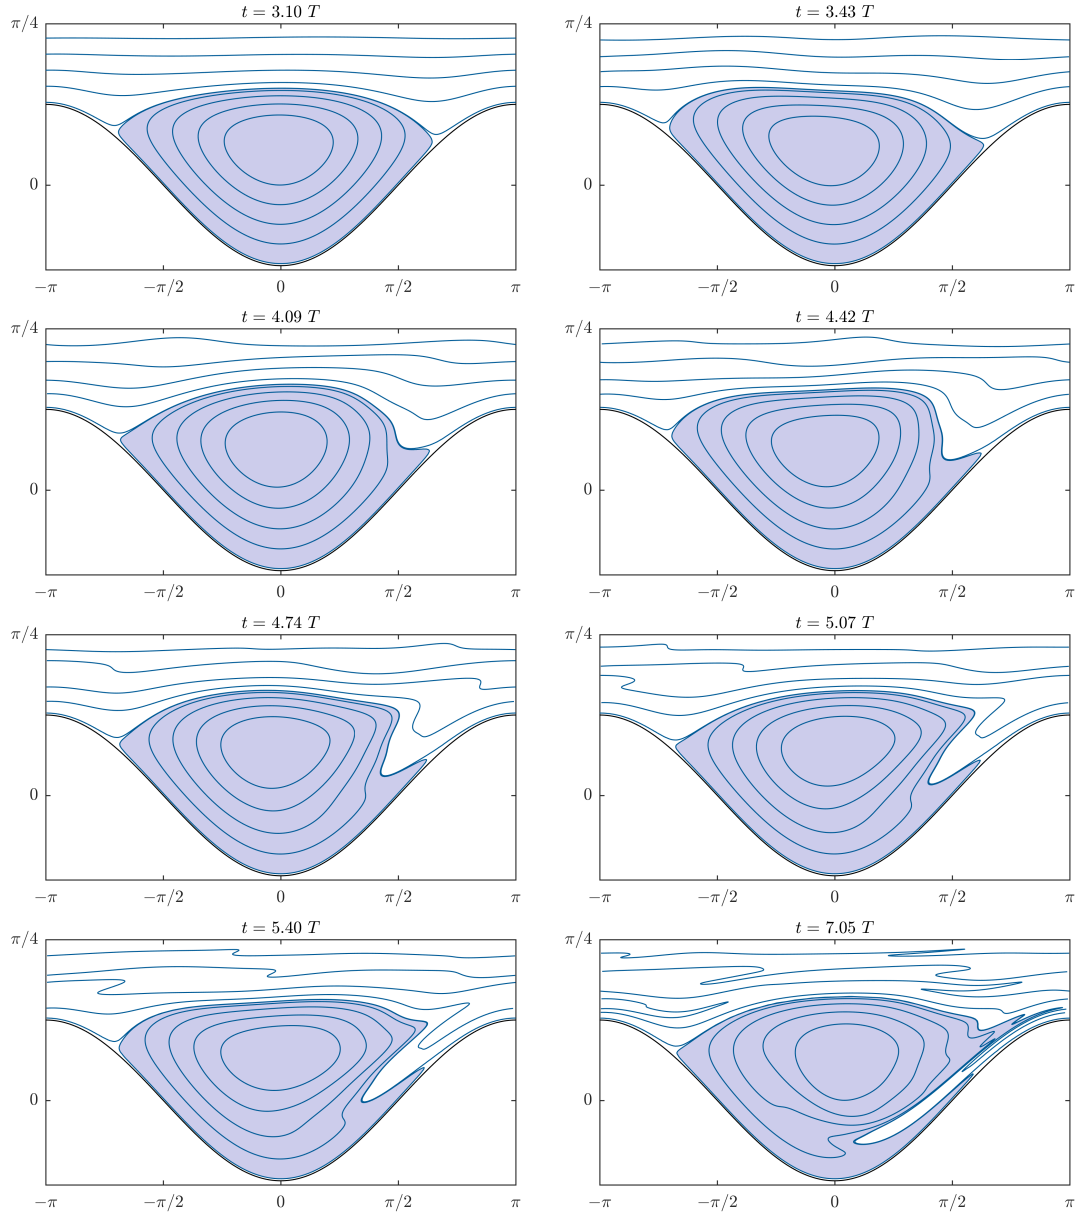 t = 3.10 T
π/4
0
−π −π/2 0 π/2 π
t = 3.43 T
π/4
0
−π −π/2 0 π/2 π
t = 4.09 T
π/4
0
−π −π/2 0 π/2 π
t = 4.42 T
π/4
0
−π −π/2 0 π/2 π
t = 4.74 T
π/4
0
−π −π/2 0 π/2 π
t = 5.07 T
π/4
0
−π −π/2 0 π/2 π
t = 5.40 T
π/4
0
−π −π/2 0 π/2 π
t = 7.05 T
π/4
0
−π −π/2 0 π/2 π